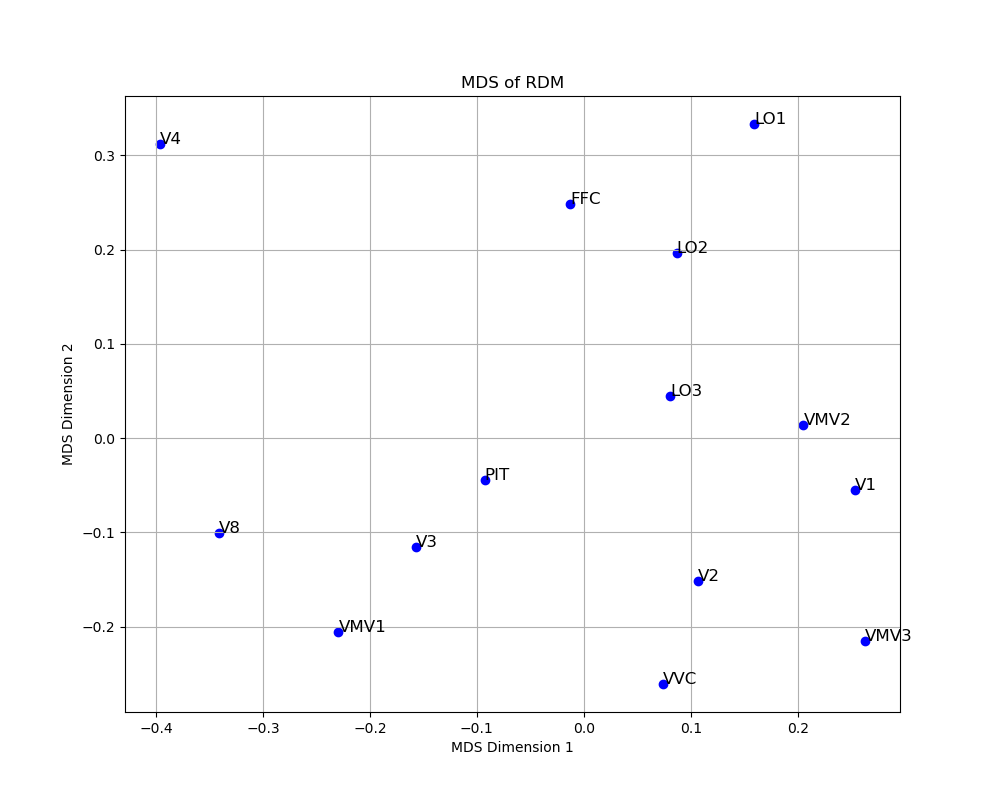 MDS of RDM
LO1
V4
0.3
FFC
LO2
0.2
0.1
MDS Dimension 2
LO3
VMV2
0.0
PIT
V1
V8
−0.1
V3
V2
VMV1
−0.2
VMV3
VVC
−0.4
−0.3
−0.2
−0.1
0.0
0.1
0.2
MDS Dimension 1